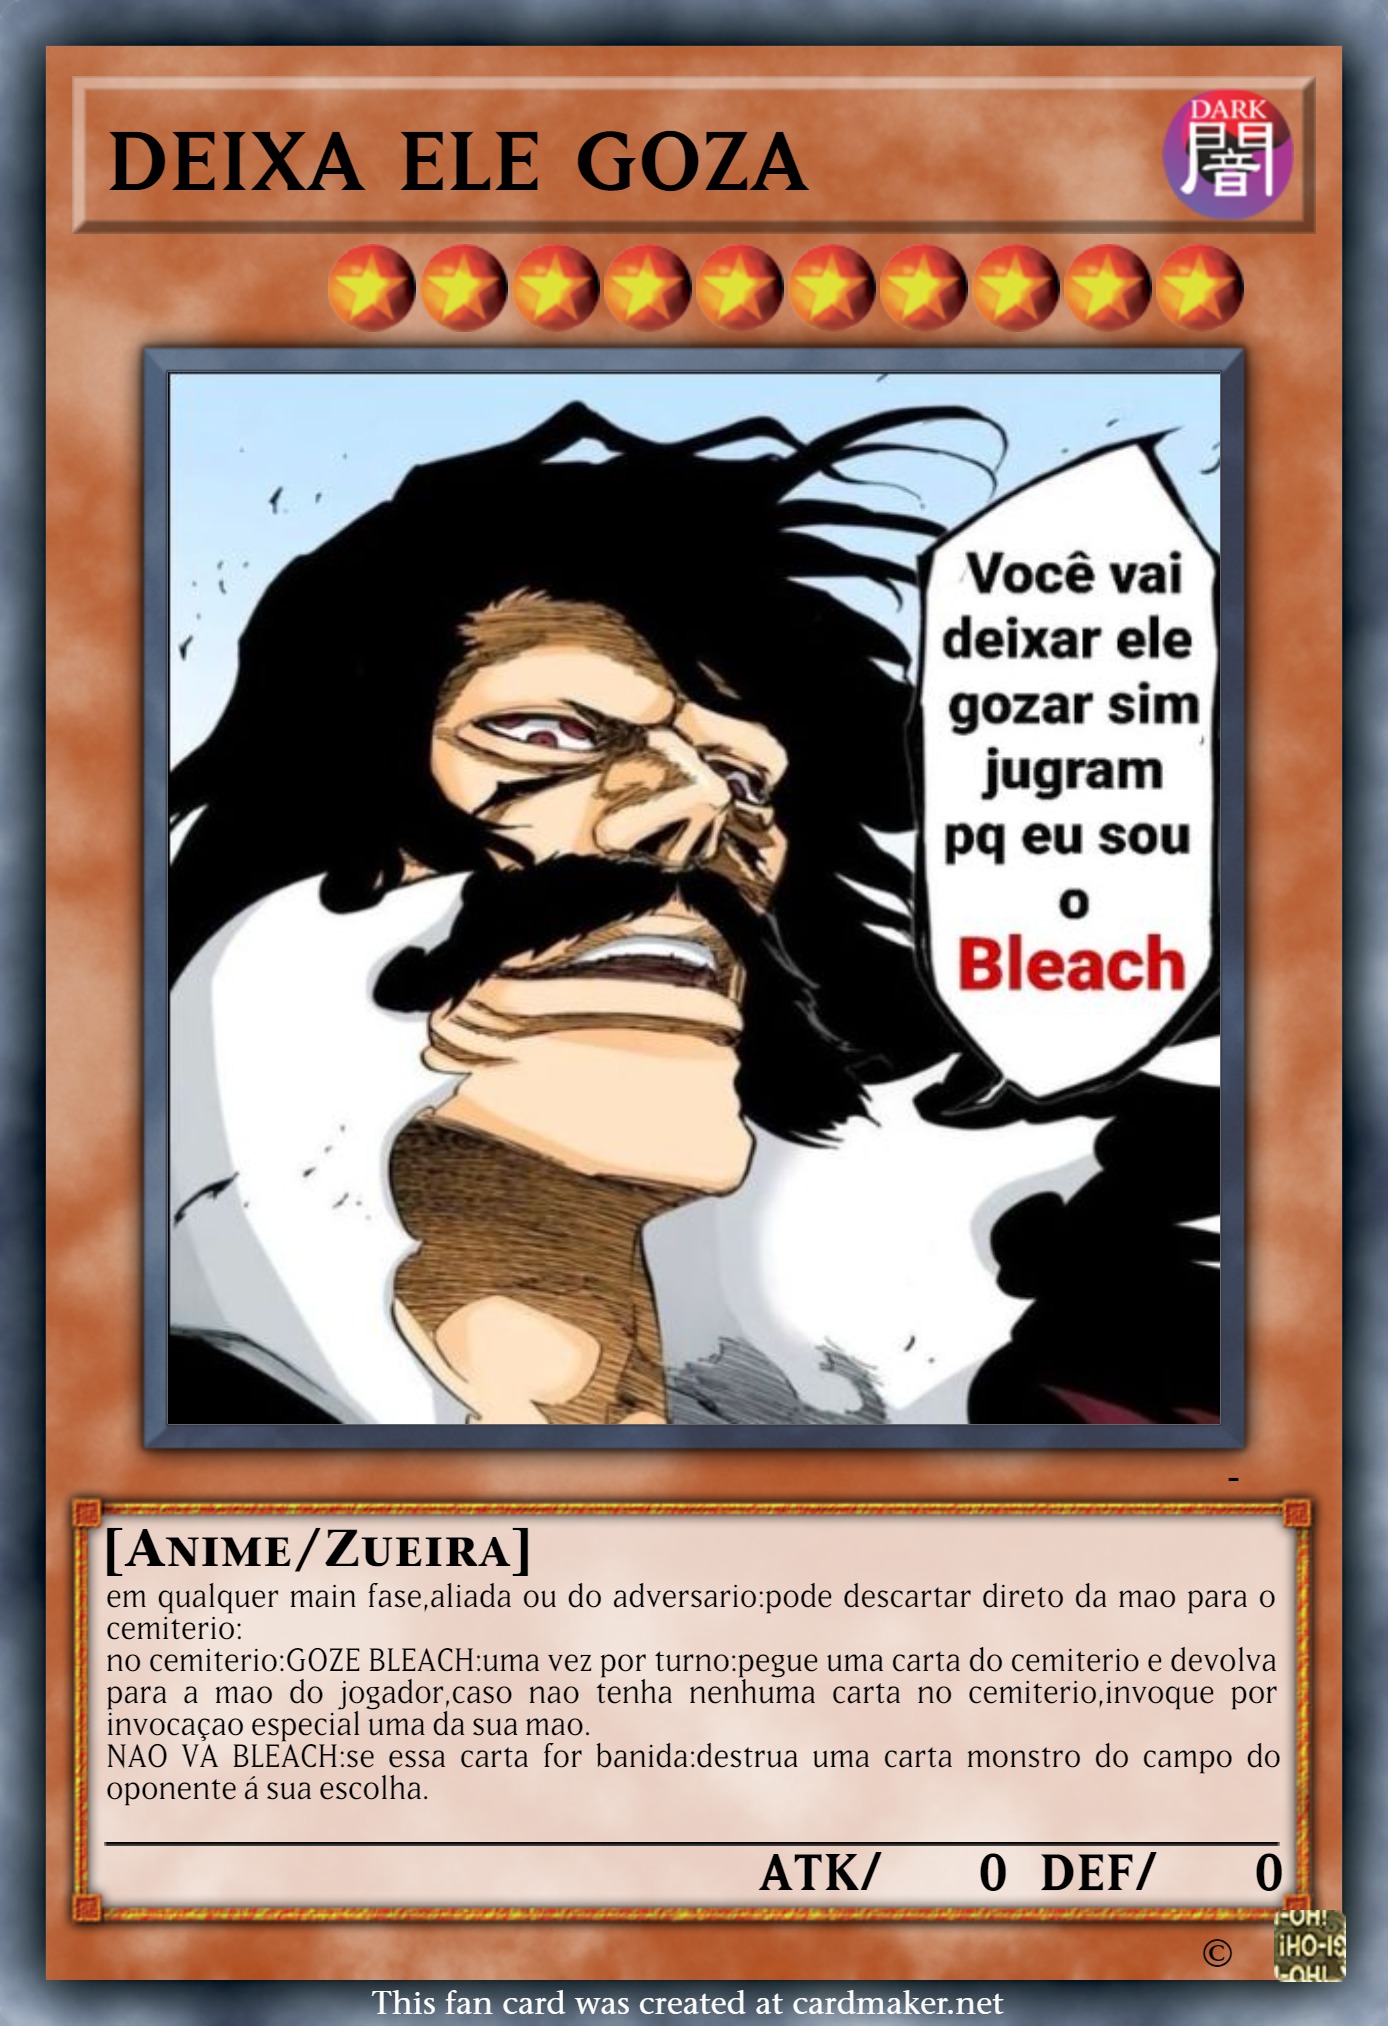 DEIXA ELE GOZA
DARK
闇
Você vai
deixar ele
gozar sim
jugram
pq eu sou
o
Bleach
-
[ANIME/ZUEIRA]
em qualquer main fase,aliada ou do adversario:pode descartar direto da mao para o
cemiterio:
no cemiterio:GOZE BLEACH:uma vez por turno:pegue uma carta do cemiterio e devolva
para a mao do jogador,caso nao tenha nenhuma carta no cemiterio,invoque por
invocaçao especial uma da sua mao.
NAO VA BLEACH:se essa carta for banida:destrua uma carta monstro do campo do
oponente á sua escolha.
ATK/ 0 DEF/ 0
©
This fan card was created at cardmaker.net